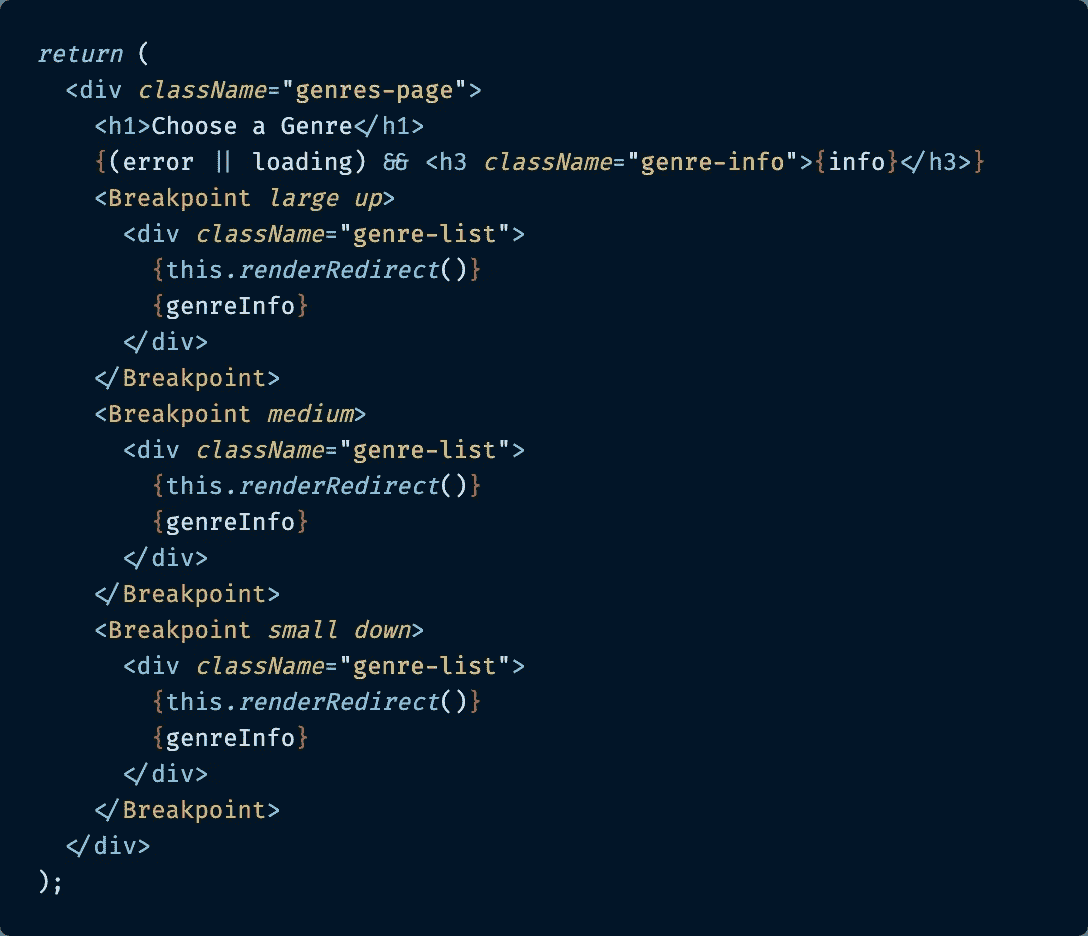 return (
  <div className="genres-page">
    <h1>Choose a Genre</h1>
    {(error || loading) && <h3 className="genre-info">{info}</h3>}
    <Breakpoint large up>
      <div className="genre-list">
        {this.renderRedirect()}
        {genreInfo}
      </div>
    </Breakpoint>
    <Breakpoint medium>
      <div className="genre-list">
        {this.renderRedirect()}
        {genreInfo}
      </div>
    </Breakpoint>
    <Breakpoint small down>
      <div className="genre-list">
        {this.renderRedirect()}
        {genreInfo}
      </div>
    </Breakpoint>
  </div>
);